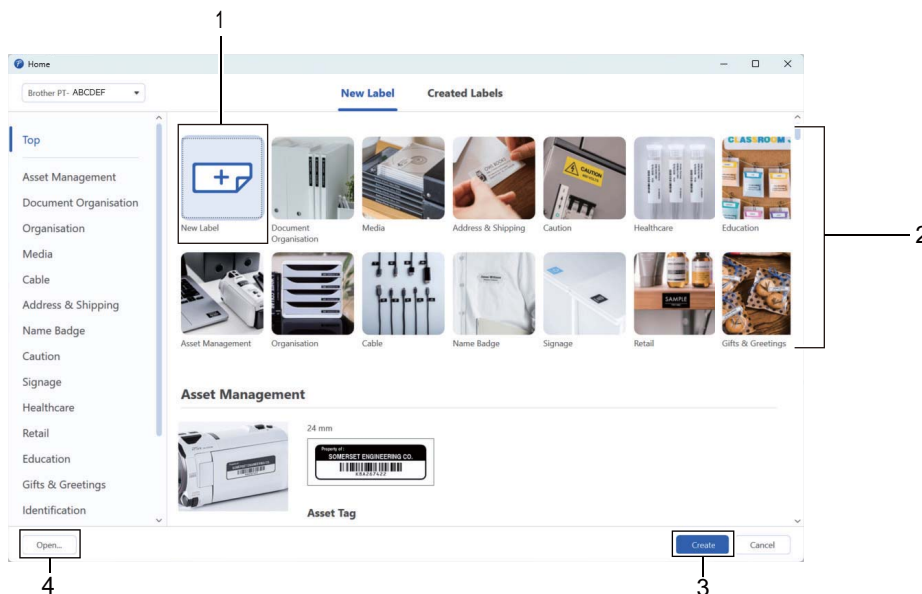 1
Home
Brother PT- ABCDEF
New Label
Created Labels
Top
Asset Management
Document Organisation
Organisation
Media
Cable
Address & Shipping
Name Badge
Caution
Signage
Healthcare
Retail
Education
Gifts & Greetings
Identification
CAUTION
CLASSROOM
New Label
Document
Organisation
Media
Address & Shipping
Caution
Healthcare
Education
2
SAMPLE
Asset Management
Organisation
Cable
Name Badge
Signage
Retail
Gifts & Greetings
Asset Management
24 mm
Property of :
SOMERSET ENGINEERING CO.
Asset Tag
Open...
Create
Cancel
4
3